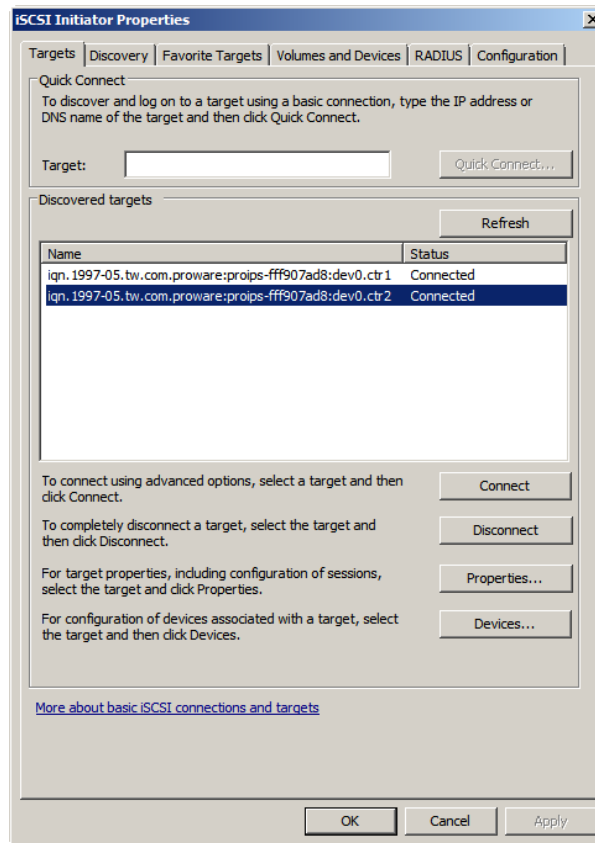 iSCSI Initiator Properties
Targets Discovery Favorite Targets Volumes and Devices RADIUS Configuration
Quick Connect
To discover and log on to a target using a basic connection, type the IP address or
DNS name of the target and then click Quick Connect.
Target: Quick Connect...
Discovered targets
Refresh
Name Status
iqn.1997-05.tw.com.proware:proips-fff907ad8:dev0.ctr1 Connected
iqn.1997-05.tw.com.proware:proips-fff907ad8:dev0.ctr2 Connected
To connect using advanced options, select a target and then
click Connect.
Connect
To completely disconnect a target, select the target and
then click Disconnect.
Disconnect
For target properties, including configuration of sessions,
select the target and click Properties.
Properties...
For configuration of devices associated with a target, select
the target and then click Devices.
Devices...
More about basic iSCSI connections and targets
OK Cancel Apply